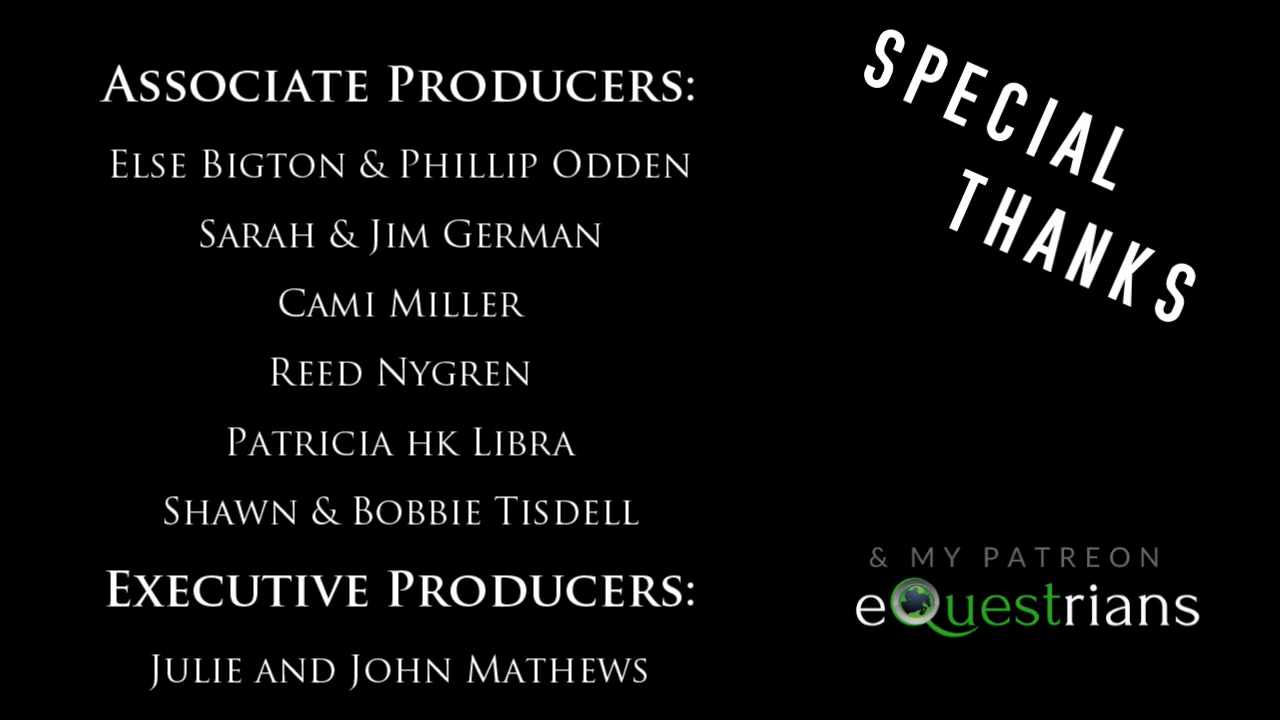 Associate Producers:
Else Bigton & Phillip Odden
Sarah & Jim German
Cami Miller
Reed Nygren
Patricia HK Libra
Shawn & Bobbie Tisdell
Executive Producers:
Julie and John Mathews
SPECIAL
THANKS
& MY PATREON
eQuestrians